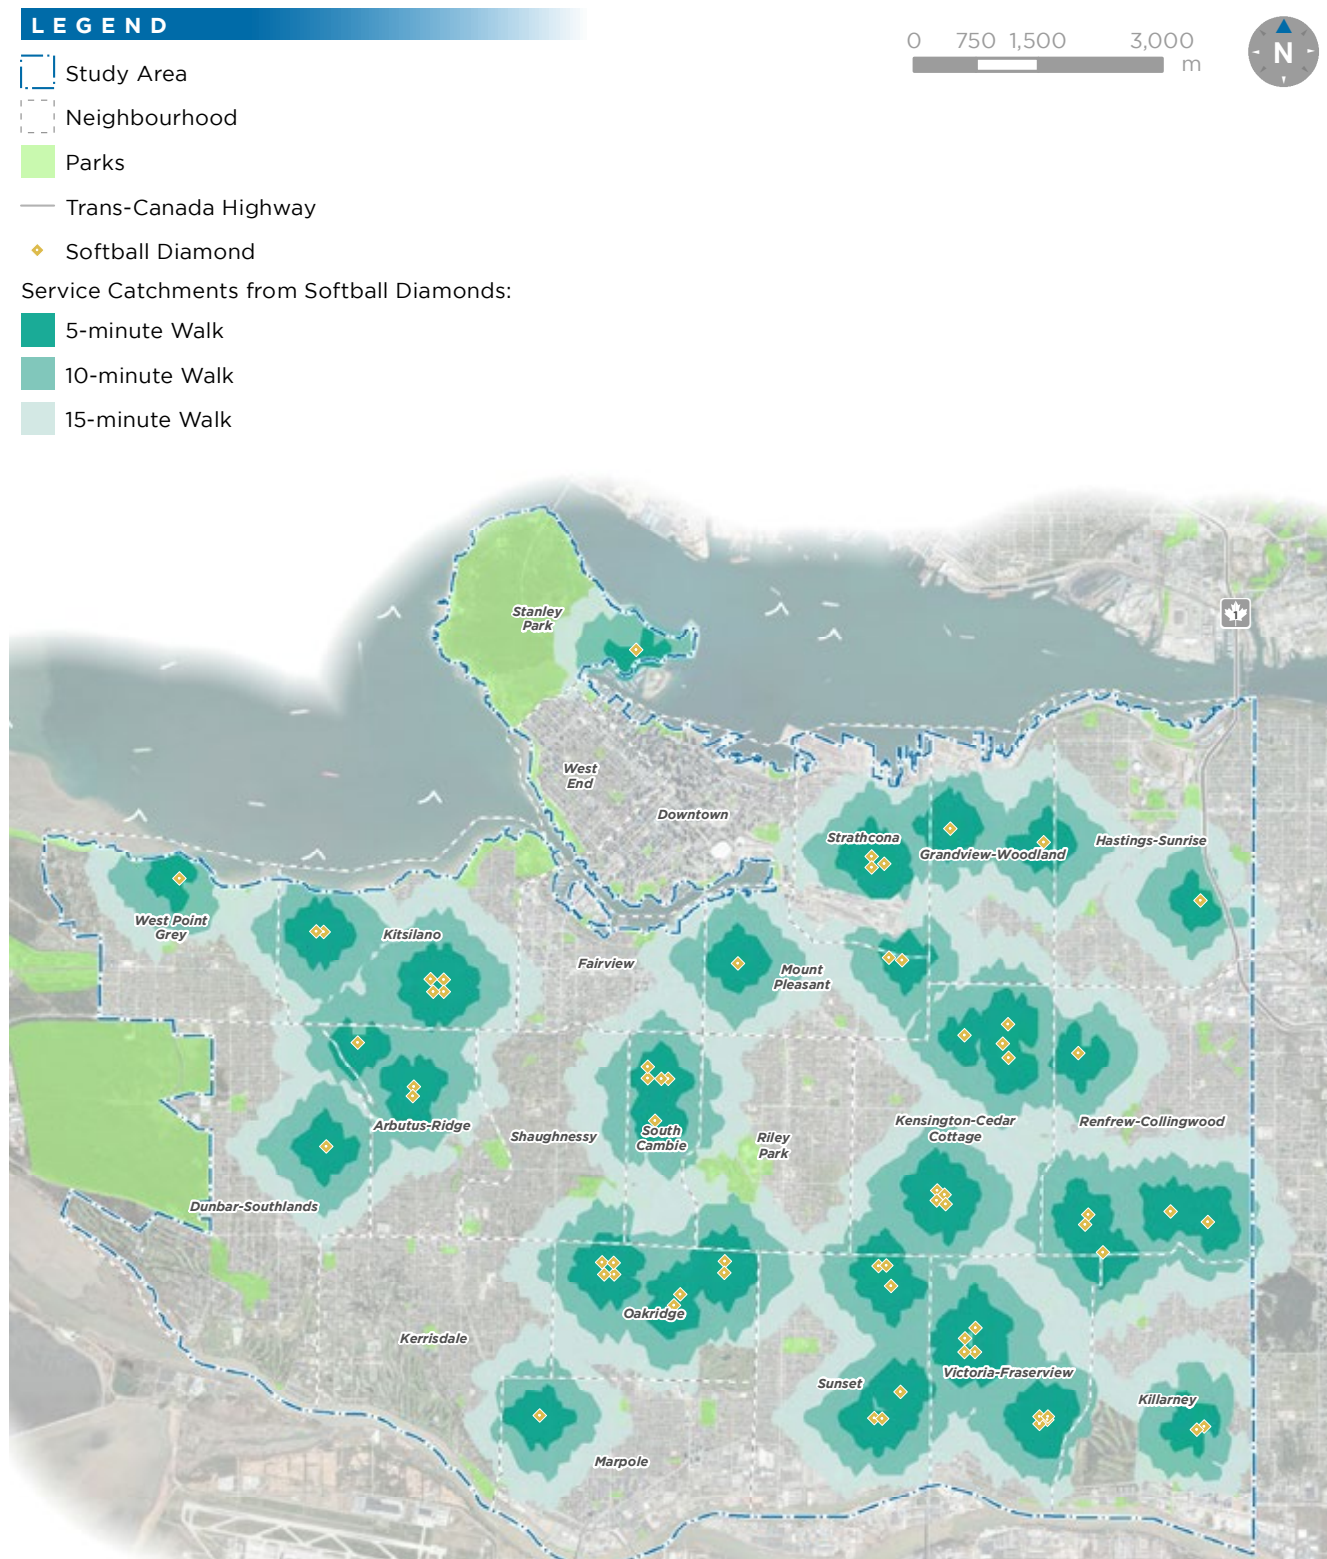 LEGEND
Study Area
Neighbourhood
Parks
Trans-Canada Highway
Softball Diamond
Service Catchments from Softball Diamonds:
5-minute Walk
10-minute Walk
15-minute Walk
0 750 1,500 3,000
m
N
1
Stanley
Park
West
End
Downtown
Strathcona
Grandview-Woodland
Hastings-Sunrise
West Point
Grey
Kitsilano
Fairview
Mount
Pleasant
Arbutus-Ridge
Shaughnessy
South
Cambie
Riley
Park
Kensington-Cedar
Cottage
Renfrew-Collingwood
Dunbar-Southlands
Oakridge
Kerrisdale
Sunset
Victoria-Fraserview
Killarney
Marpole